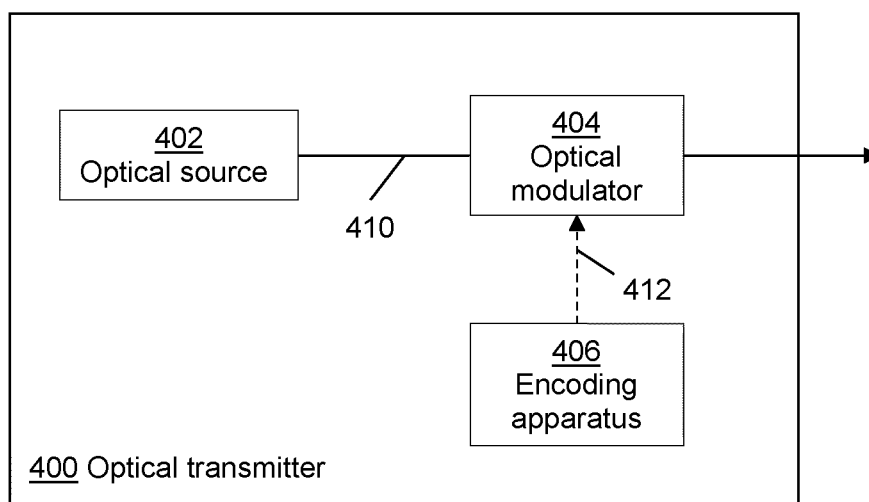 402
Optical source
404
Optical
modulator
410
412
406
Encoding
apparatus
400 Optical transmitter